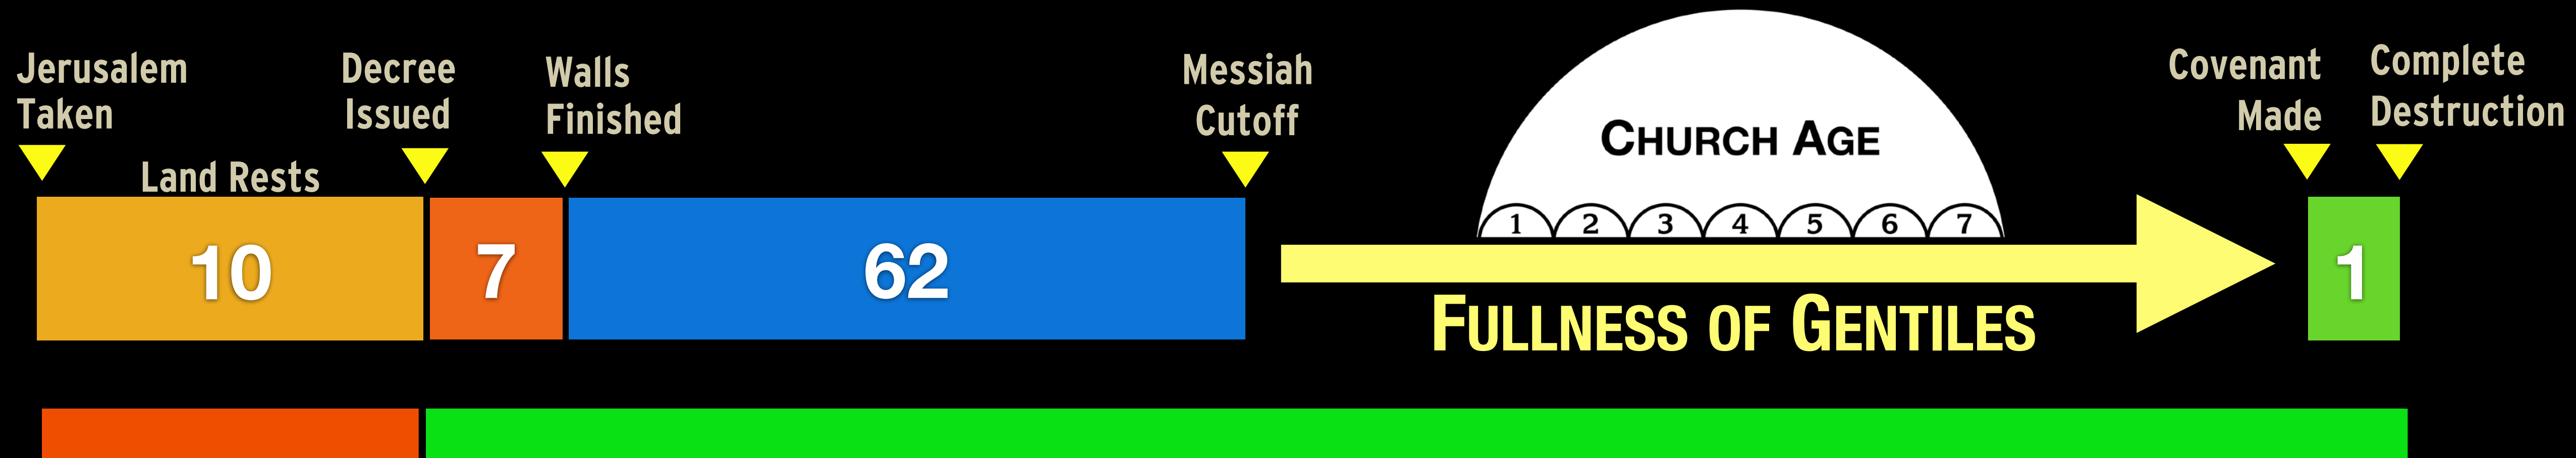 Jerusalem
Taken
Land Rests
Decree
Issued
Walls
Finished
Messiah
Cutoff
CHURCH AGE
1 2 3 4 5 6 7
Covenant
Made
Complete
Destruction
10
7
62
1
FULLNESS OF GENTILES